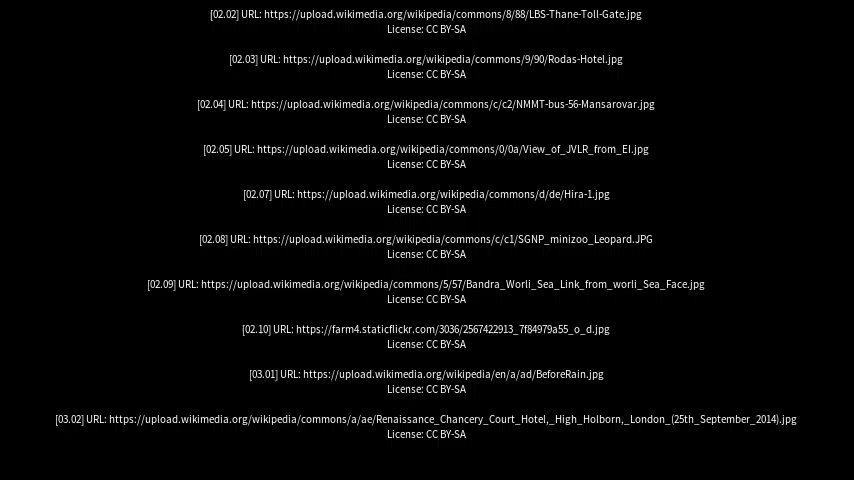 [02.02] URL: https://upload.wikimedia.org/wikipedia/commons/8/88/LBS-Thane-Toll-Gate.jpg
License: CC BY-SA
[02.03] URL: https://upload.wikimedia.org/wikipedia/commons/9/90/Rodas-Hotel.jpg
License: CC BY-SA
[02.04] URL: https://upload.wikimedia.org/wikipedia/commons/c/c2/NMMT-bus-56-Mansarovar.jpg
License: CC BY-SA
[02.05] URL: https://upload.wikimedia.org/wikipedia/commons/0/0a/View_of_JVLR_from_EI.jpg
License: CC BY-SA
[02.07] URL: https://upload.wikimedia.org/wikipedia/commons/d/de/Hira-1.jpg
License: CC BY-SA
[02.08] URL: https://upload.wikimedia.org/wikipedia/commons/c/c1/SGNP_minizoo_Leopard.JPG
License: CC BY-SA
[02.09] URL: https://upload.wikimedia.org/wikipedia/commons/5/57/Bandra_Worli_Sea_Link_from_worli_Sea_Face.jpg
License: CC BY-SA
[02.10] URL: https://farm4.staticflickr.com/3036/2567422913_7f84979a55_o_d.jpg
License: CC BY-SA
[03.01] URL: https://upload.wikimedia.org/wikipedia/en/a/ad/BeforeRain.jpg
License: CC BY-SA
[03.02] URL: https://upload.wikimedia.org/wikipedia/commons/a/ae/Renaissance_Chancery_Court_Hotel,_High_Holborn,_London_(25th_September_2014).jpg
License: CC BY-SA